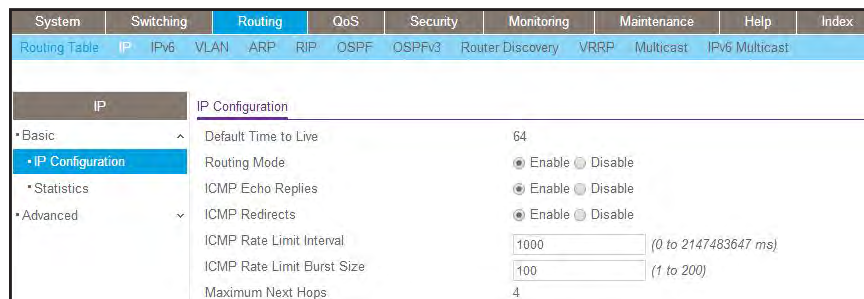 System Switching Routing QoS Security Monitoring Maintenance Help Index
Routing Table IP IPv6 VLAN ARP RIP OSPF OSPFv3 Router Discovery VRRP Multicast IPv6 Multicast
IP
• Basic
• IP Configuration
• Statistics
• Advanced
IP Configuration
Default Time to Live 64
Routing Mode Enable Disable
ICMP Echo Replies Enable Disable
ICMP Redirects Enable Disable
ICMP Rate Limit Interval 1000 (0 to 2147483647 ms)
ICMP Rate Limit Burst Size 100 (1 to 200)
Maximum Next Hops 4